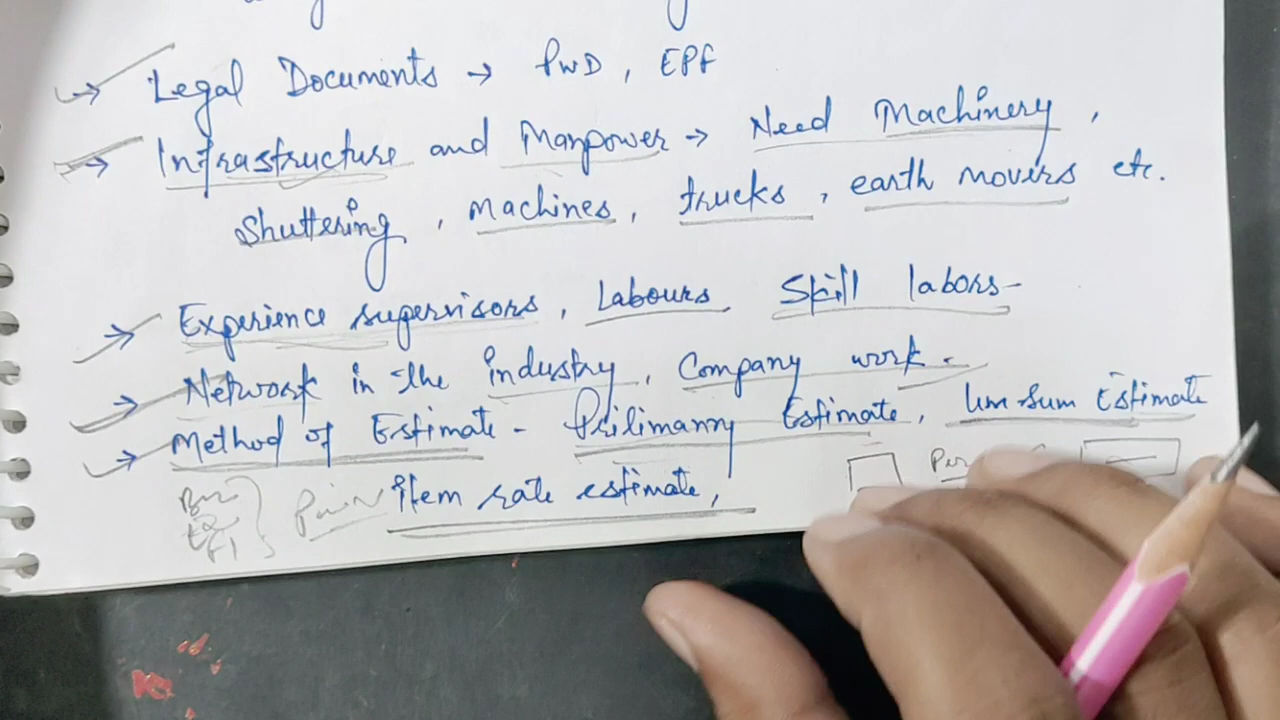 → Legal Documents → PWD, EPF
→ Infrastructure and Manpower → Need Machinery,
Shuttering, Machines, trucks, earth movers etc.
→ Experience supervisors, Labours, Skill labors-
→ Network in the industry, Company work-
→ Method of Estimate - Prilimanry Estimate, lum-sum Estimate
item rate estimate,